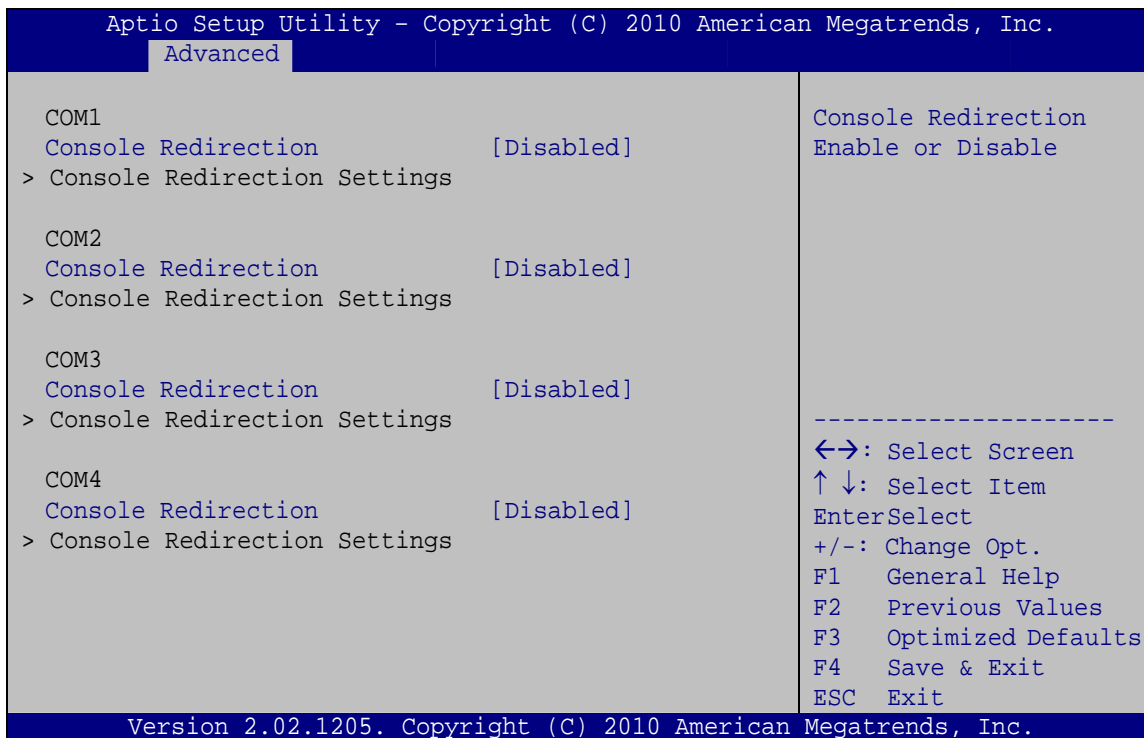 Aptio Setup Utility – Copyright (C) 2010 American Megatrends, Inc.
Advanced
COM1
Console Redirection [Disabled]
> Console Redirection Settings
COM2
Console Redirection [Disabled]
> Console Redirection Settings
COM3
Console Redirection [Disabled]
> Console Redirection Settings
COM4
Console Redirection [Disabled]
> Console Redirection Settings
Console Redirection
Enable or Disable
---------------------
←→: Select Screen
↑ ↓: Select Item
EnterSelect
+/-: Change Opt.
F1 General Help
F2 Previous Values
F3 Optimized Defaults
F4 Save & Exit
ESC Exit
Version 2.02.1205. Copyright (C) 2010 American Megatrends, Inc.